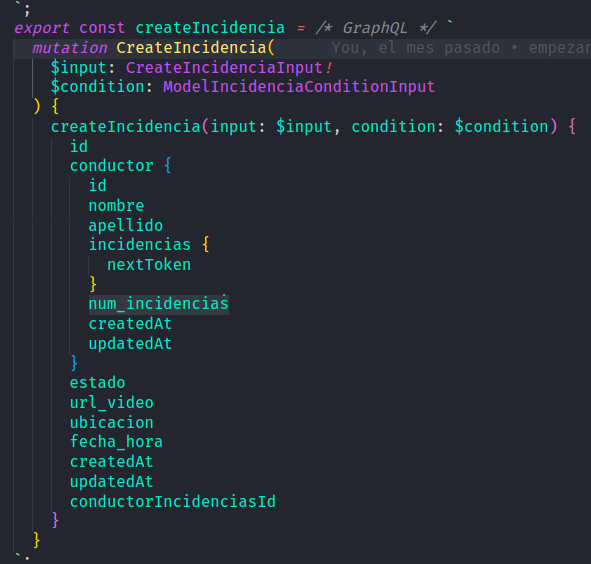 `;
export const createIncidencia = /* GraphQL */ `
mutation CreateIncidencia( You, el mes pasado • empezar
$input: CreateIncidenciaInput!
$condition: ModelIncidenciaConditionInput
) {
createIncidencia(input: $input, condition: $condition) {
id
conductor {
id
nombre
apellido
incidencias {
nextToken
}
num_incidencias
createdAt
updatedAt
}
estado
url_video
ubicacion
fecha_hora
createdAt
updatedAt
conductorIncidenciasId
}
}
`;